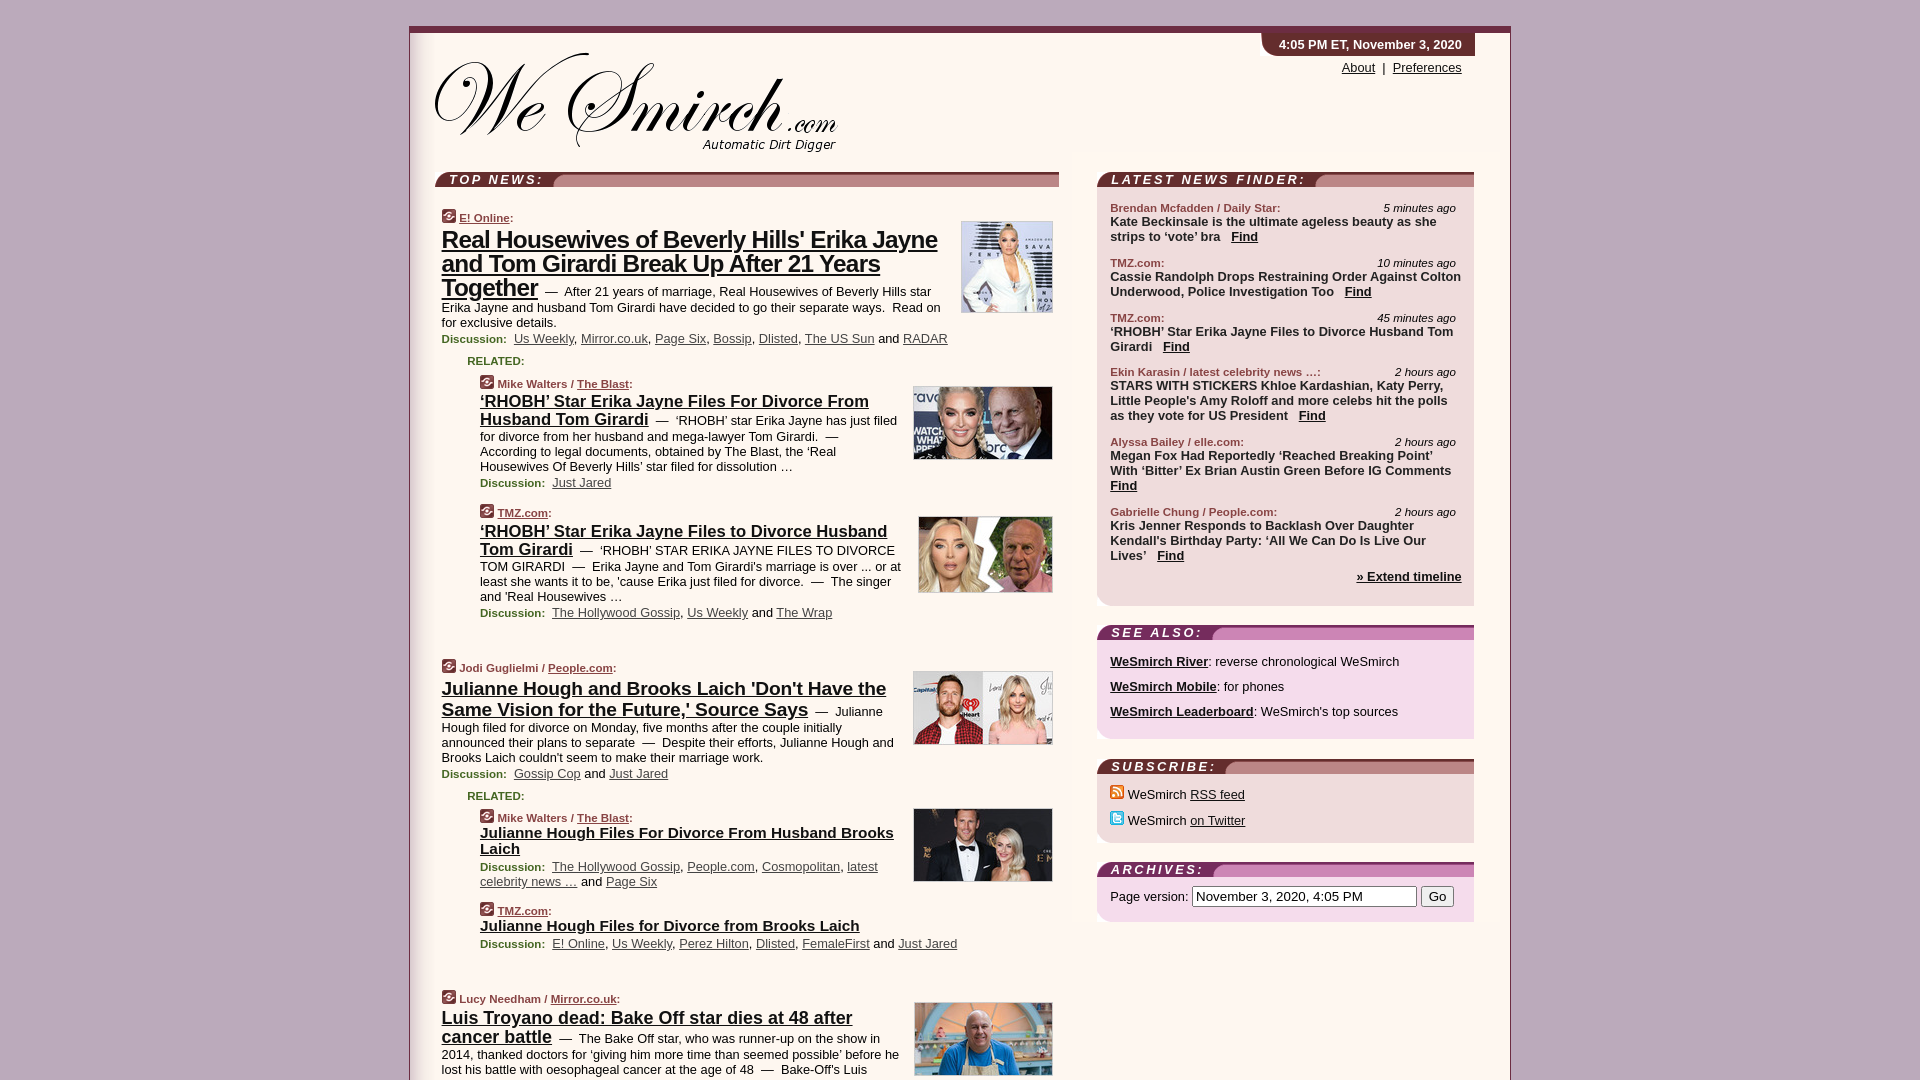 4:05 PM ET, November 3, 2020
About | Preferences
We Smirch.com
Automatic Dirt Digger
TOP NEWS:
E! Online:
Real Housewives of Beverly Hills' Erika Jayne
and Tom Girardi Break Up After 21 Years
Together — After 21 years of marriage, Real Housewives of Beverly Hills star
Erika Jayne and husband Tom Girardi have decided to go their separate ways. Read on
for exclusive details.
Discussion: Us Weekly, Mirror.co.uk, Page Six, Bossip, Dlisted, The US Sun and RADAR
RELATED:
Mike Walters / The Blast:
‘RHOBH’ Star Erika Jayne Files For Divorce From
Husband Tom Girardi — ‘RHOBH’ star Erika Jayne has just filed
for divorce from her husband and mega-lawyer Tom Girardi. —
According to legal documents, obtained by The Blast, the ‘Real
Housewives Of Beverly Hills’ star filed for dissolution …
Discussion: Just Jared
TMZ.com:
‘RHOBH’ Star Erika Jayne Files to Divorce Husband
Tom Girardi — ‘RHOBH’ STAR ERIKA JAYNE FILES TO DIVORCE
TOM GIRARDI — Erika Jayne and Tom Girardi's marriage is over ... or at
least she wants it to be, 'cause Erika just filed for divorce. — The singer
and 'Real Housewives …
Discussion: The Hollywood Gossip, Us Weekly and The Wrap
Jodi Guglielmi / People.com:
Julianne Hough and Brooks Laich 'Don't Have the
Same Vision for the Future,' Source Says — Julianne
Hough filed for divorce on Monday, five months after the couple initially
announced their plans to separate — Despite their efforts, Julianne Hough and
Brooks Laich couldn't seem to make their marriage work.
Discussion: Gossip Cop and Just Jared
RELATED:
Mike Walters / The Blast:
Julianne Hough Files For Divorce From Husband Brooks
Laich
Discussion: The Hollywood Gossip, People.com, Cosmopolitan, latest
celebrity news … and Page Six
TMZ.com:
Julianne Hough Files for Divorce from Brooks Laich
Discussion: E! Online, Us Weekly, Perez Hilton, Dlisted, FemaleFirst and Just Jared
Lucy Needham / Mirror.co.uk:
Luis Troyano dead: Bake Off star dies at 48 after
cancer battle — The Bake Off star, who was runner-up on the show in
2014, thanked doctors for ‘giving him more time than seemed possible’ before he
lost his battle with oesophageal cancer at the age of 48 — Bake-Off's Luis
LATEST NEWS FINDER:
Brendan Mcfadden / Daily Star: 5 minutes ago
Kate Beckinsale is the ultimate ageless beauty as she
strips to ‘vote’ bra Find
TMZ.com: 10 minutes ago
Cassie Randolph Drops Restraining Order Against Colton
Underwood, Police Investigation Too Find
TMZ.com: 45 minutes ago
‘RHOBH’ Star Erika Jayne Files to Divorce Husband Tom
Girardi Find
Ekin Karasin / latest celebrity news …: 2 hours ago
STARS WITH STICKERS Khloe Kardashian, Katy Perry,
Little People's Amy Roloff and more celebs hit the polls
as they vote for US President Find
Alyssa Bailey / elle.com: 2 hours ago
Megan Fox Had Reportedly ‘Reached Breaking Point’
With ‘Bitter’ Ex Brian Austin Green Before IG Comments
Find
Gabrielle Chung / People.com: 2 hours ago
Kris Jenner Responds to Backlash Over Daughter
Kendall's Birthday Party: ‘All We Can Do Is Live Our
Lives’ Find
» Extend timeline
SEE ALSO:
WeSmirch River: reverse chronological WeSmirch
WeSmirch Mobile: for phones
WeSmirch Leaderboard: WeSmirch's top sources
SUBSCRIBE:
WeSmirch RSS feed
WeSmirch on Twitter
ARCHIVES:
Page version: November 3, 2020, 4:05 PM Go